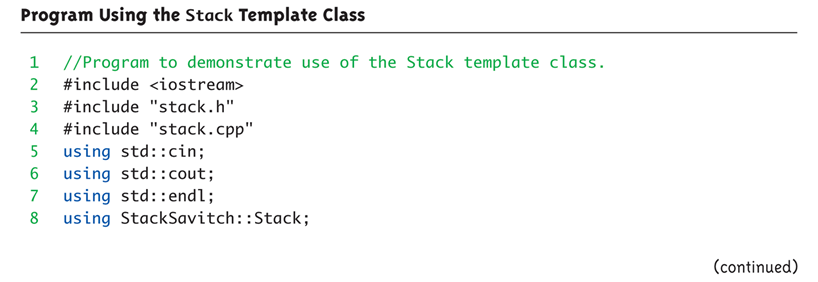 Program Using the Stack Template Class
1 //Program to demonstrate use of the Stack template class.
2 #include <iostream>
3 #include "stack.h"
4 #include "stack.cpp"
5 using std::cin;
6 using std::cout;
7 using std::endl;
8 using StackSavitch::Stack;
(continued)